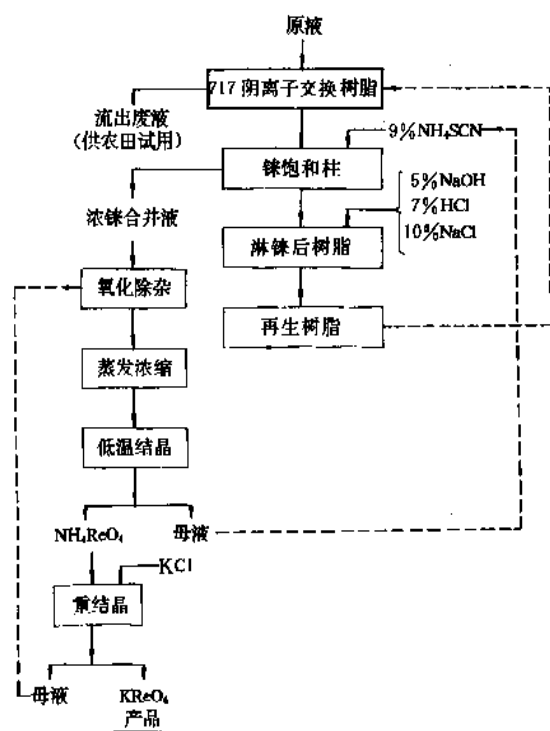 原液
717阴离子交换树脂
流出废液
(供农田试用)
9%NH₄SCN
铼饱和柱
5%NaOH
7%HCl
10%NaCl
浓铼合并液
淋铼后树脂
氧化除杂
再生树脂
蒸发浓缩
低温结晶
NH₄ReO₄
母液
KCl
重结晶
母液
KReO₄
产品